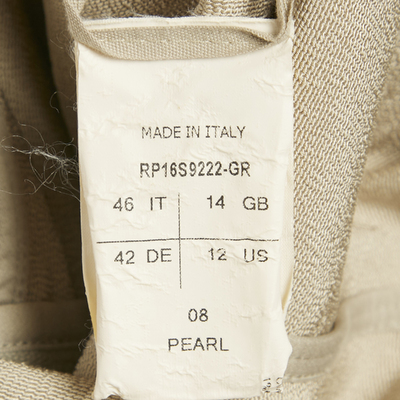 MADE IN ITALY
RP16S9222-GR
46 IT 14 GB
42 DE 12 US
08
PEARL